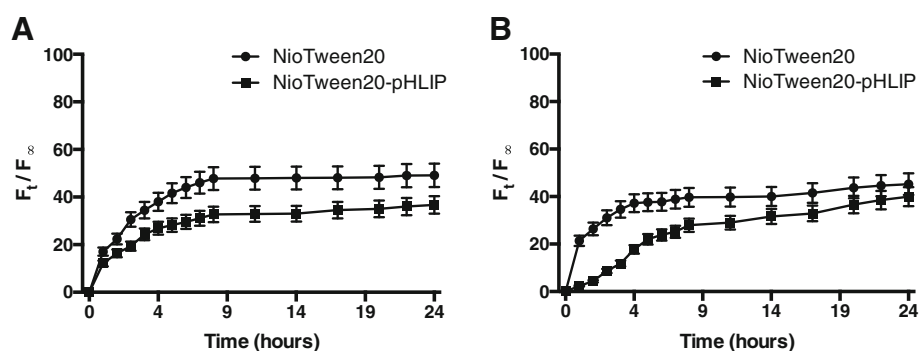 A
NioTween20
NioTween20-pHLIP
100
80
60
40
20
0
Ft / F∞
0 4 9 14 19 24
Time (hours)
B
NioTween20
NioTween20-pHLIP
100
80
60
40
20
0
Ft / F∞
0 4 9 14 19 24
Time (hours)